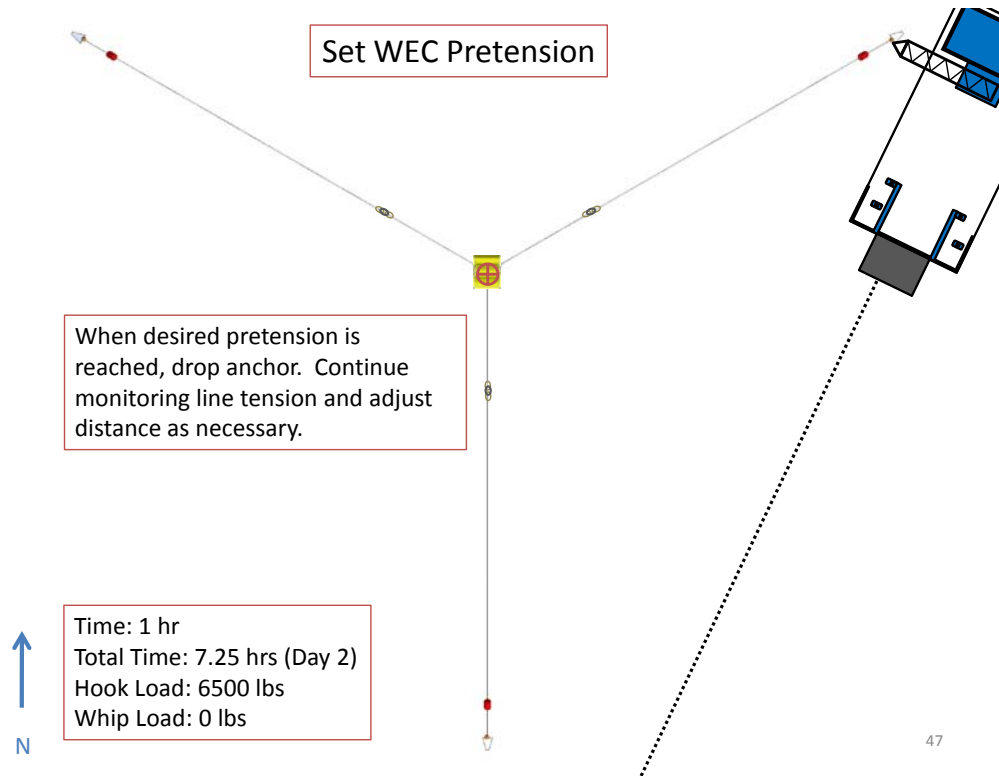 Set WEC Pretension
When desired pretension is
reached, drop anchor.  Continue
monitoring line tension and adjust
distance as necessary.
Time: 1 hr
Total Time: 7.25 hrs (Day 2)
Hook Load: 6500 lbs
Whip Load: 0 lbs
N
47